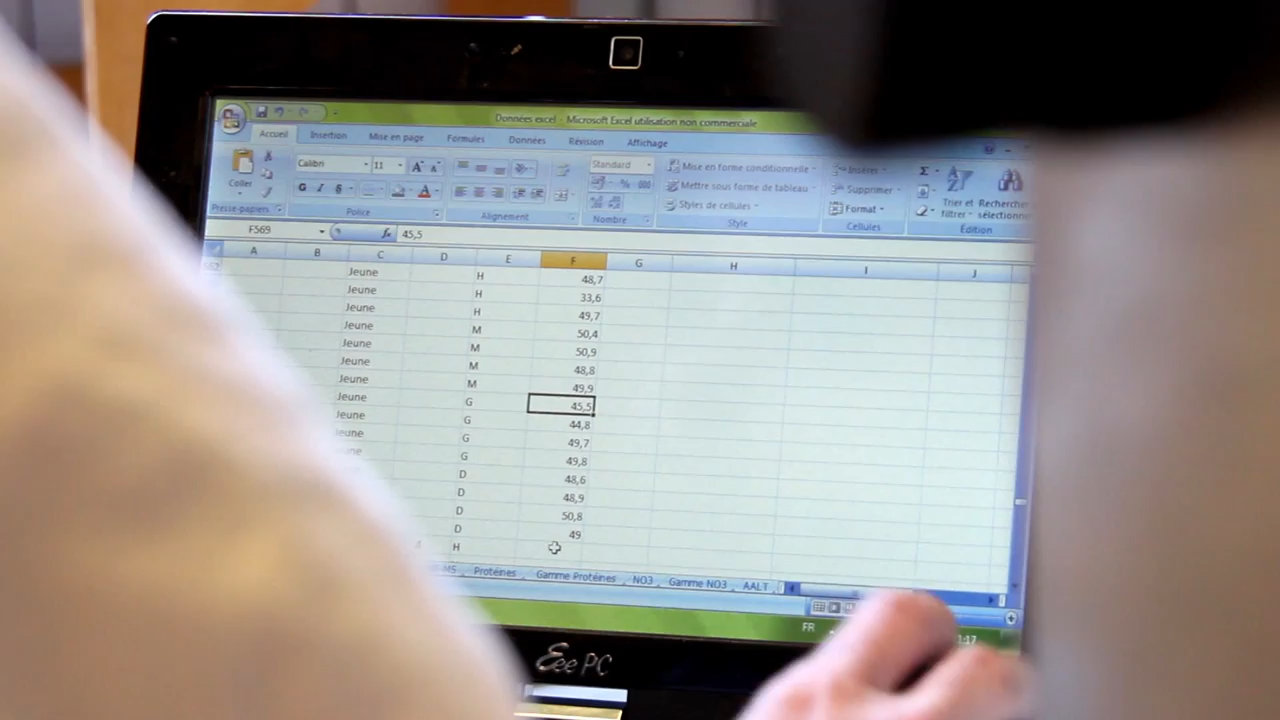 Données excel - Microsoft Excel utilisation non commerciale
Accueil Insertion Mise en page Formules Données Révision Affichage
Calibri 11 Standard Mise en forme conditionnelle Insérer Σ
Coller G I S A % 000 Mettre sous forme de tableau Supprimer Trier et filtrer Rechercher sélectionner
Styles de cellules Format
Presse-papiers Police Alignement Nombre Style Cellules Édition
F569 fx 45,5
A B C D E F G H I J
Jeune H 48,7
Jeune H 33,6
Jeune H 49,7
Jeune M 50,4
Jeune M 50,9
Jeune M 48,8
Jeune M 49,9
Jeune G 45,5
Jeune G 44,8
Jeune G 49,7
G 49,8
D 48,6
D 48,9
D 50,8
D 49
H
Protéines Gamme Protéines NO3 Gamme NO3 AALT
FR
Eee PC